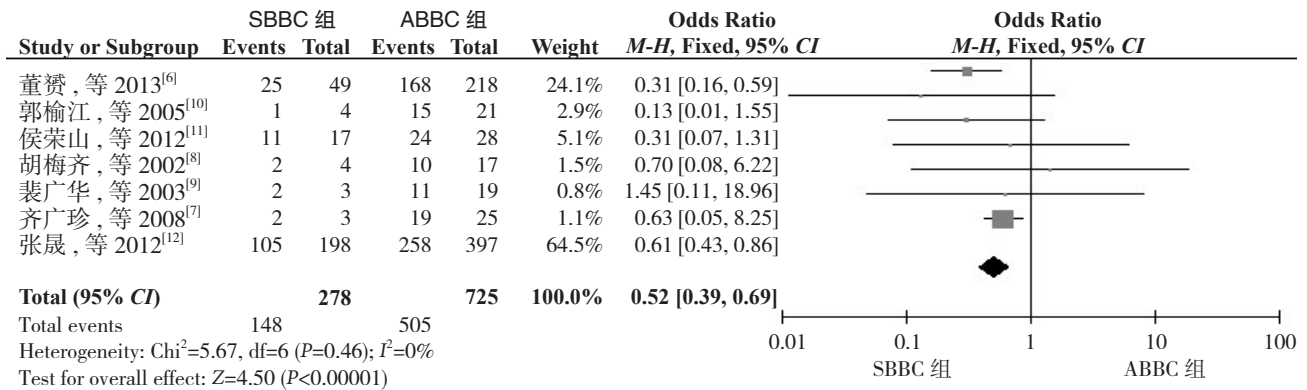 SBBC 组 ABBC 组 Odds Ratio Odds Ratio
Study or Subgroup Events Total Events Total Weight M-H, Fixed, 95% CI M-H, Fixed, 95% CI
董赟 , 等 2013[6] 25 49 168 218 24.1% 0.31 [0.16, 0.59]
郭榆江 , 等 2005[10] 1 4 15 21 2.9% 0.13 [0.01, 1.55]
侯荣山 , 等 2012[11] 11 17 24 28 5.1% 0.31 [0.07, 1.31]
胡梅齐 , 等 2002[8] 2 4 10 17 1.5% 0.70 [0.08, 6.22]
裴广华 , 等 2003[9] 2 3 11 19 0.8% 1.45 [0.11, 18.96]
齐广珍 , 等 2008[7] 2 3 19 25 1.1% 0.63 [0.05, 8.25]
张晟 , 等 2012[12] 105 198 258 397 64.5% 0.61 [0.43, 0.86]
Total (95% CI) 278 725 100.0% 0.52 [0.39, 0.69]
Total events 148 505
Heterogeneity: Chi²=5.67, df=6 (P=0.46); I²=0%
Test for overall effect: Z=4.50 (P<0.00001)
0.01 0.1 1 10 100
SBBC 组 ABBC 组